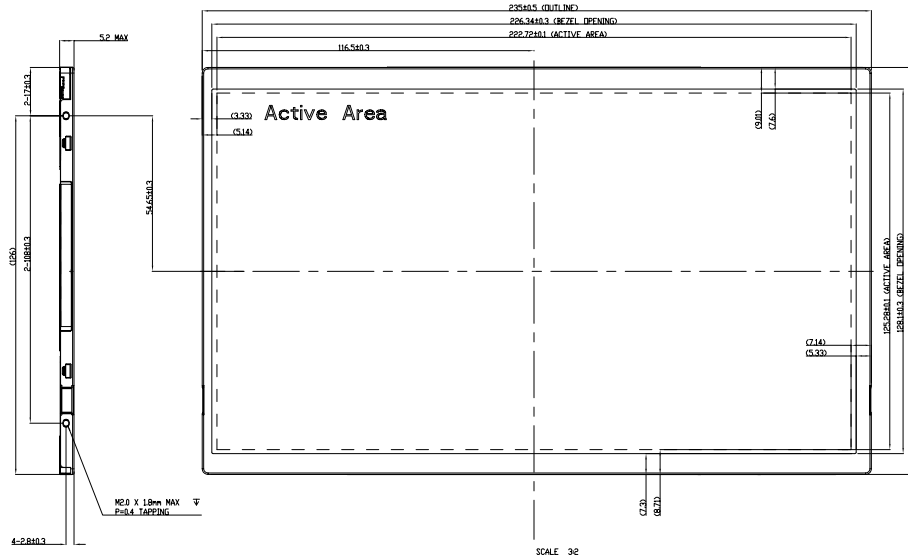 235±0.5 (OUTLINE)
226.34±0.3 (BEZEL OPENING)
222.72±0.1 (ACTIVE AREA)
116.5±0.3
5.2 MAX
2-17±0.3
(3.33)
Active Area
(5.14)
(9.01)
(7.6)
54.65±0.3
(126)
2-108±0.3
125.28±0.1 (ACTIVE AREA)
128.1±0.3 (BEZEL OPENING)
(7.14)
(5.33)
(7.3)
(8.71)
M2.0 X 1.8mm MAX
P=0.4 TAPPING
4-2.8±0.3
SCALE 3:2